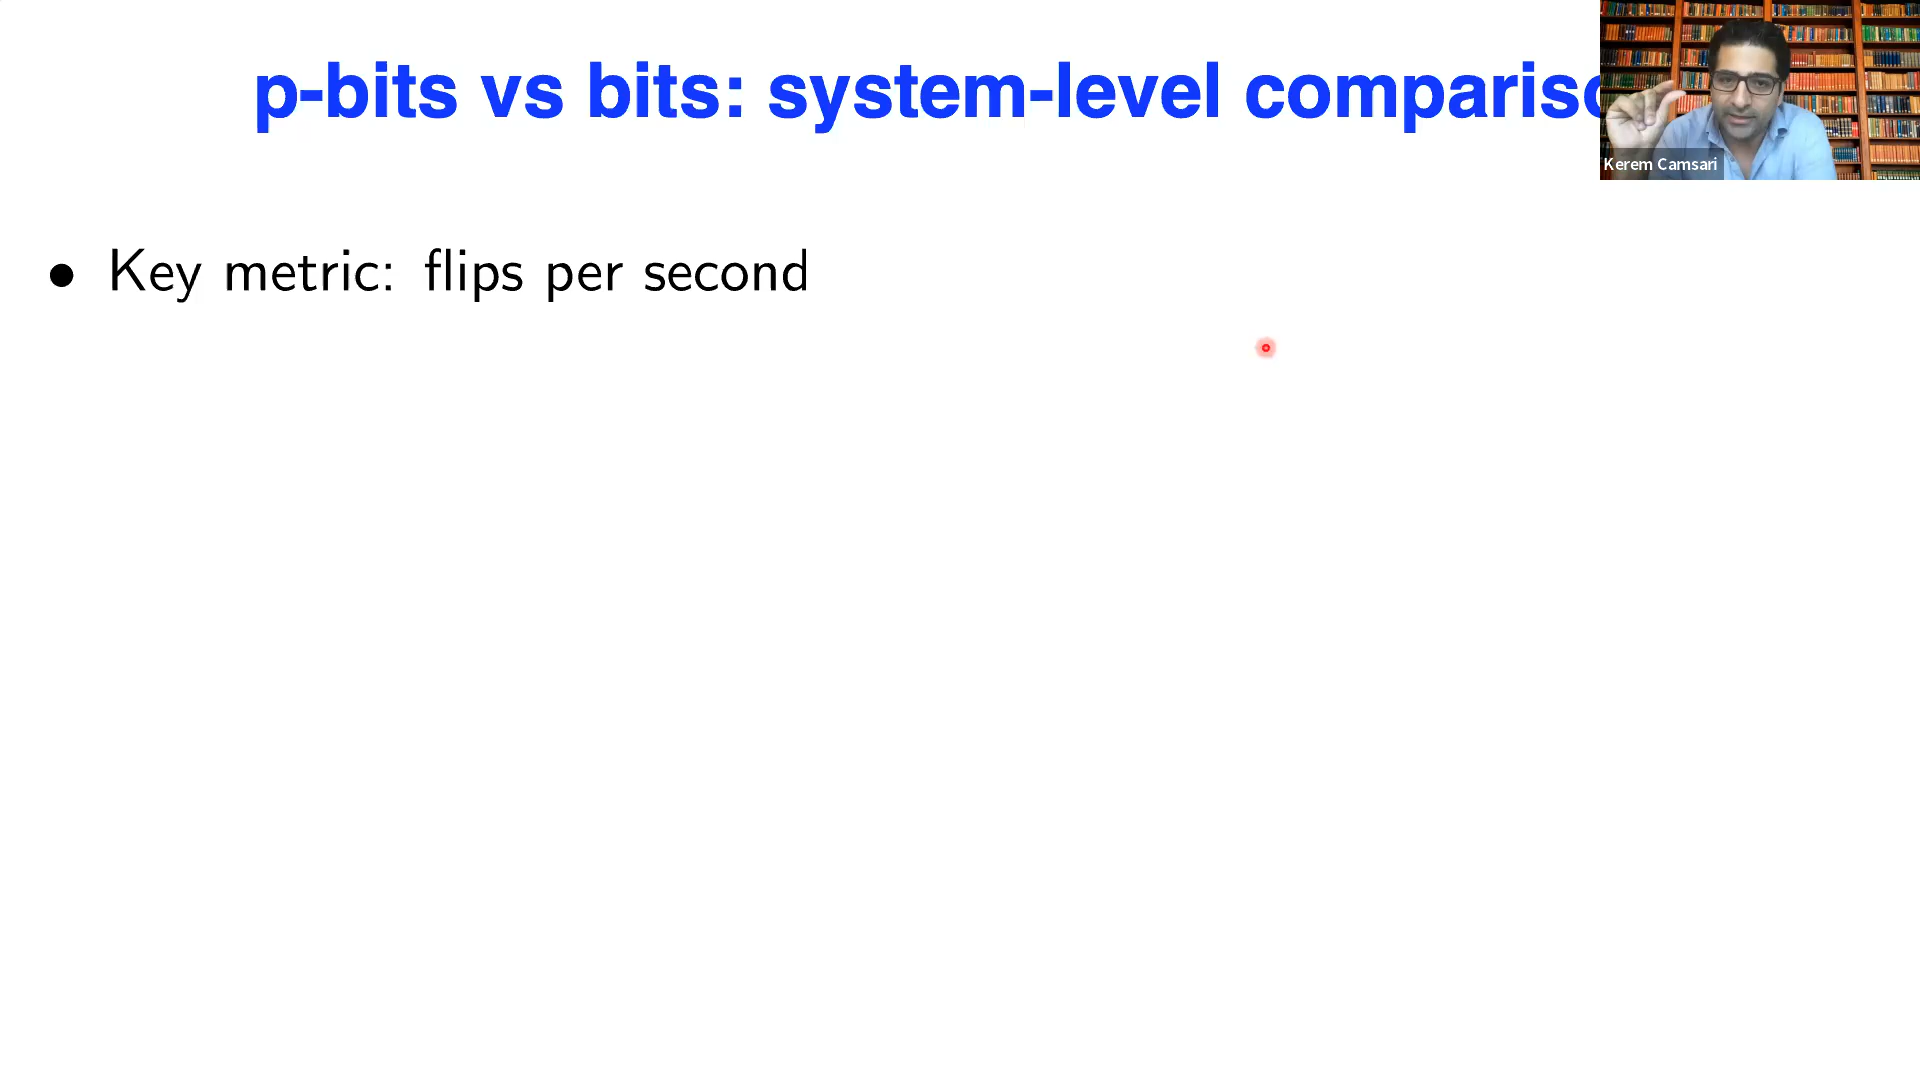 p-bits vs bits: system-level compariso
Kerem Camsari
• Key metric: flips per second